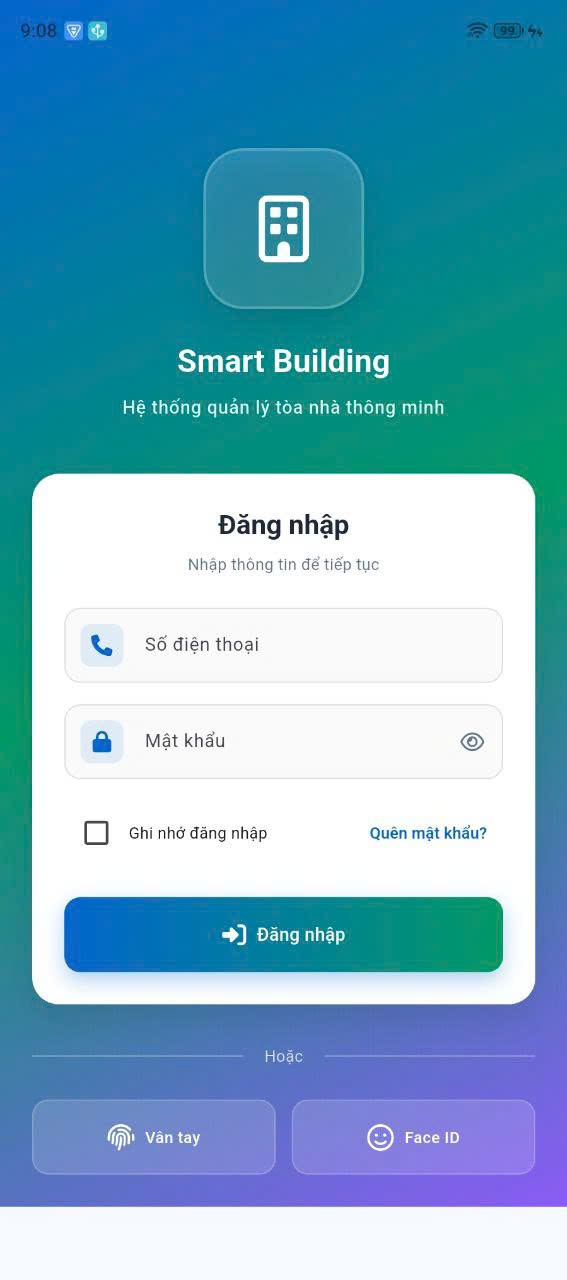 9:08
99
Smart Building
Hệ thống quản lý tòa nhà thông minh
Đăng nhập
Nhập thông tin để tiếp tục
Số điện thoại
Mật khẩu
Ghi nhớ đăng nhập Quên mật khẩu?
Đăng nhập
Hoặc
Vân tay Face ID